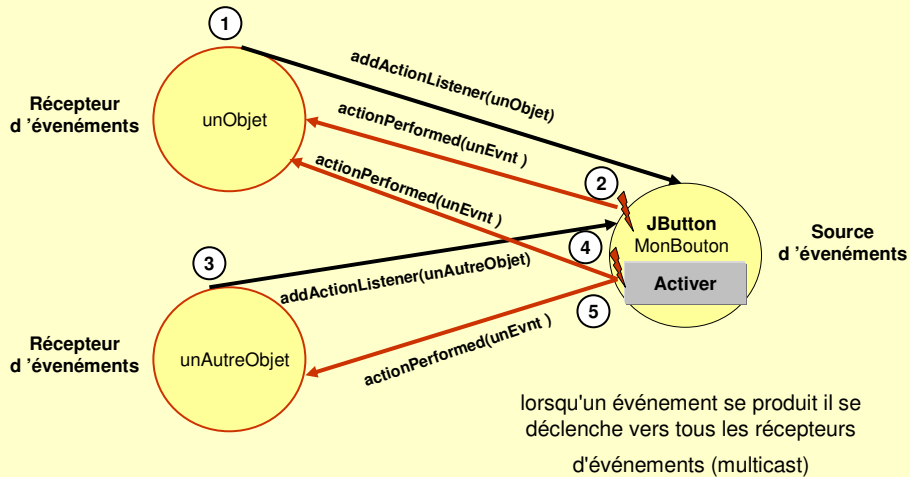 1
addActionListener(unObjet)
Récepteur
d ’évenéments
unObjet
actionPerformed(unEvnt )
actionPerformed(unEvnt )
2
JButton
MonBouton
Activer
Source
d ’événements
3
4
addActionListener(unAutreObjet)
5
Récepteur
d ’évenéments
unAutreObjet
actionPerformed(unEvnt )
lorsqu'un événement se produit il se
déclenche vers tous les récepteurs
d'événements (multicast)